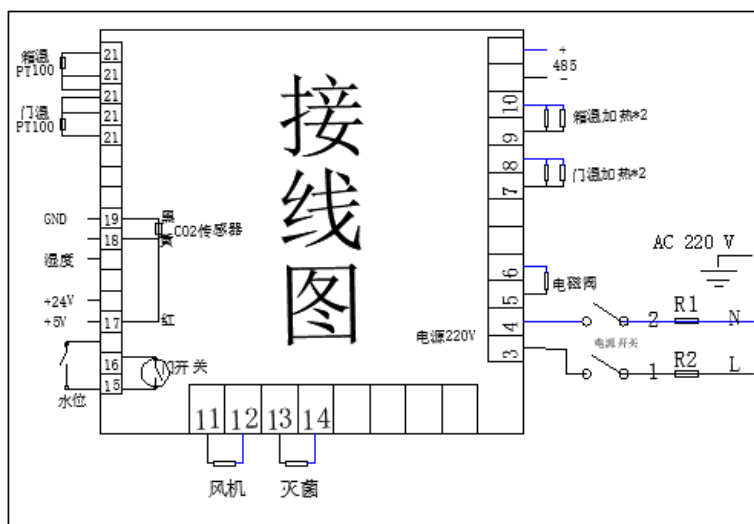 接线图
箱温
PT100
21
21
21
21
21
门温
PT100
GND
19
黑
CO2传感器
18
黄
湿度
+24V
+5V
17
红
16
15
门开关
水位
11
12
13
14
风机
灭菌
+
485
-
10
9
箱温加热*2
8
7
门温加热*2
6
5
电磁阀
电源220V
4
3
AC 220 V
2
R1
N
电源开关
1
R2
L